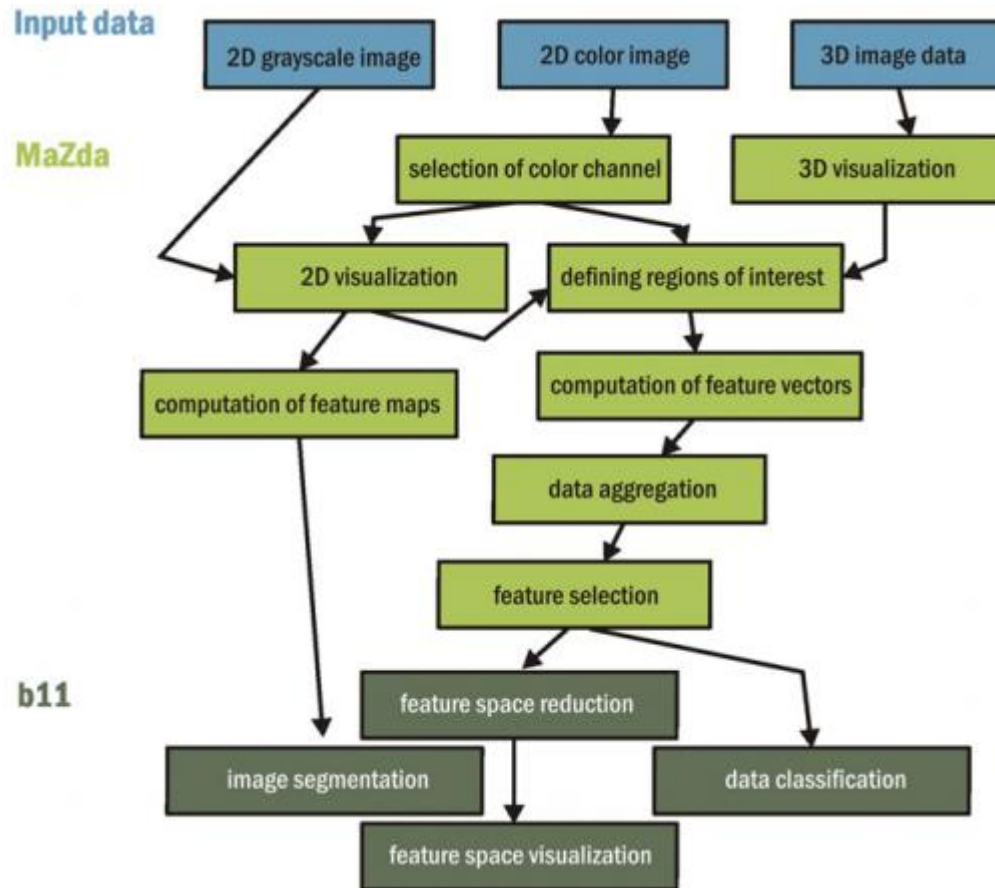 Input data
2D grayscale image
2D color image
3D image data
MaZda
selection of color channel
3D visualization
2D visualization
defining regions of interest
computation of feature maps
computation of feature vectors
data aggregation
feature selection
b11
feature space reduction
image segmentation
data classification
feature space visualization